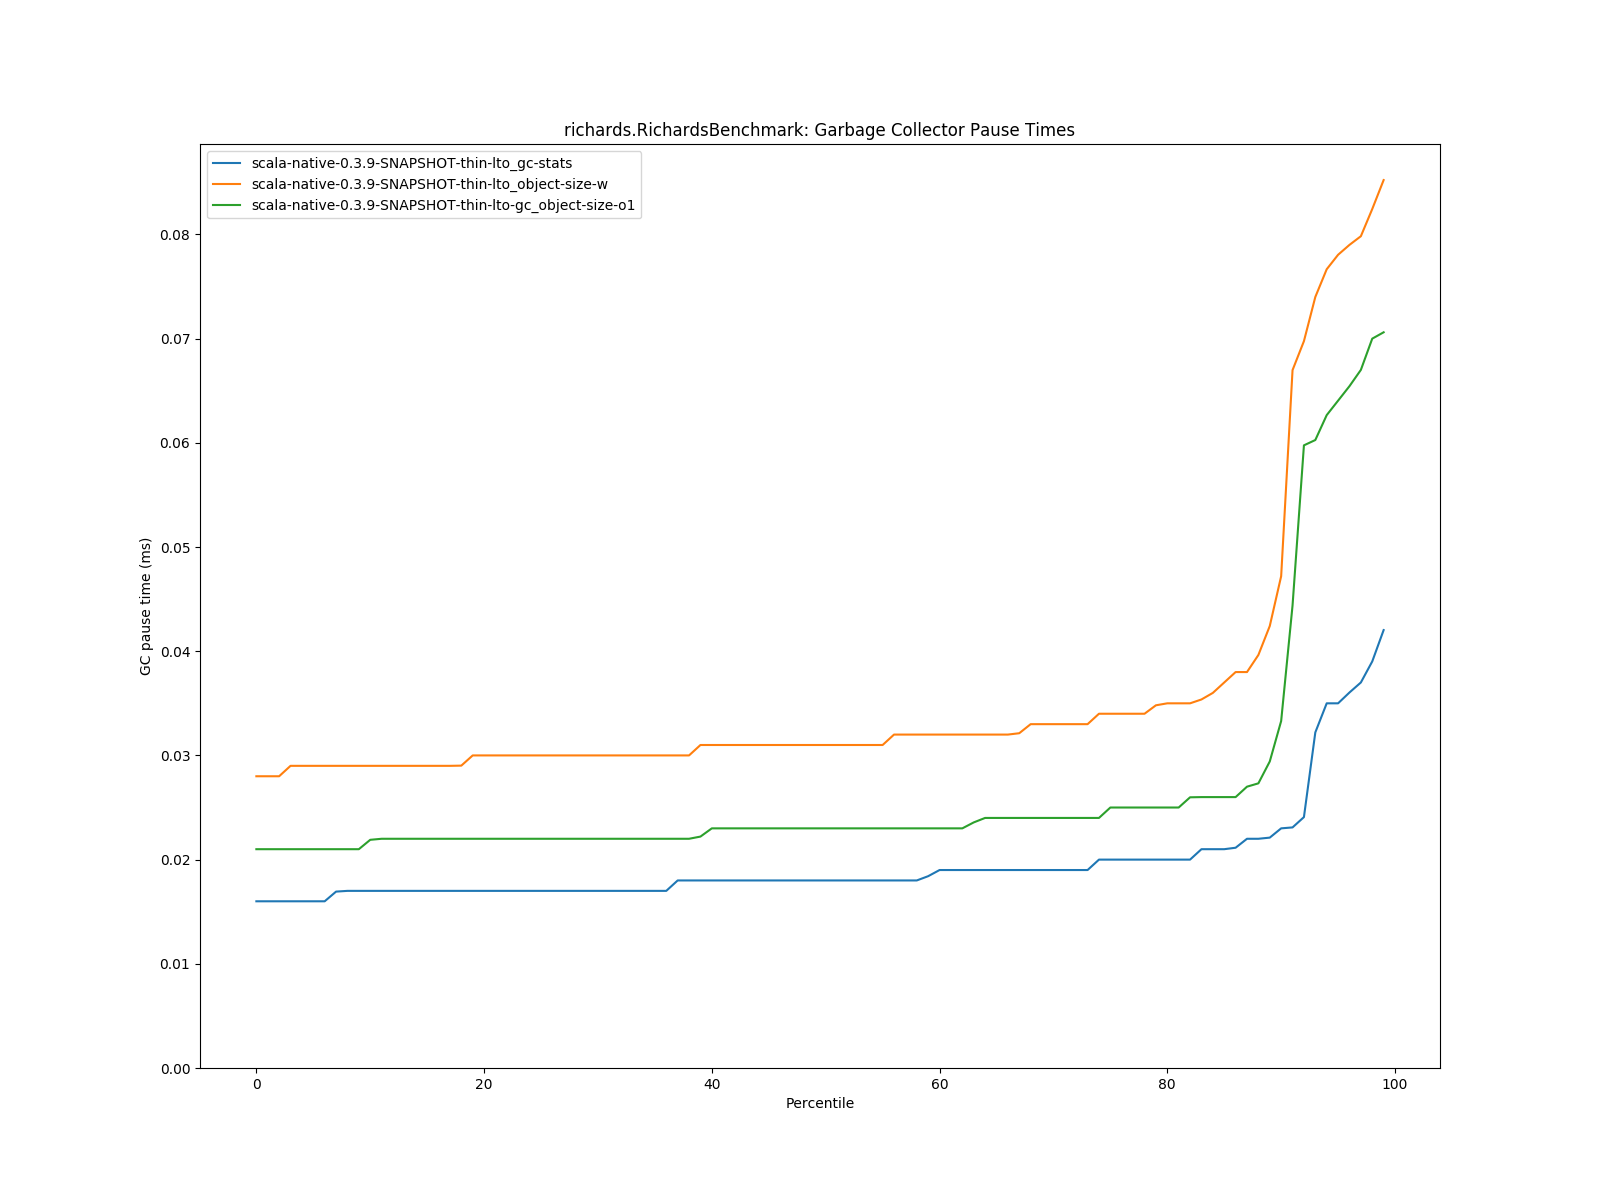 richards.RichardsBenchmark: Garbage Collector Pause Times
scala-native-0.3.9-SNAPSHOT-thin-lto_gc-stats
scala-native-0.3.9-SNAPSHOT-thin-lto_object-size-w
scala-native-0.3.9-SNAPSHOT-thin-lto-gc_object-size-o1
0.08
0.07
0.06
0.05
0.04
0.03
0.02
0.01
0.00
GC pause time (ms)
0 20 40 60 80 100
Percentile